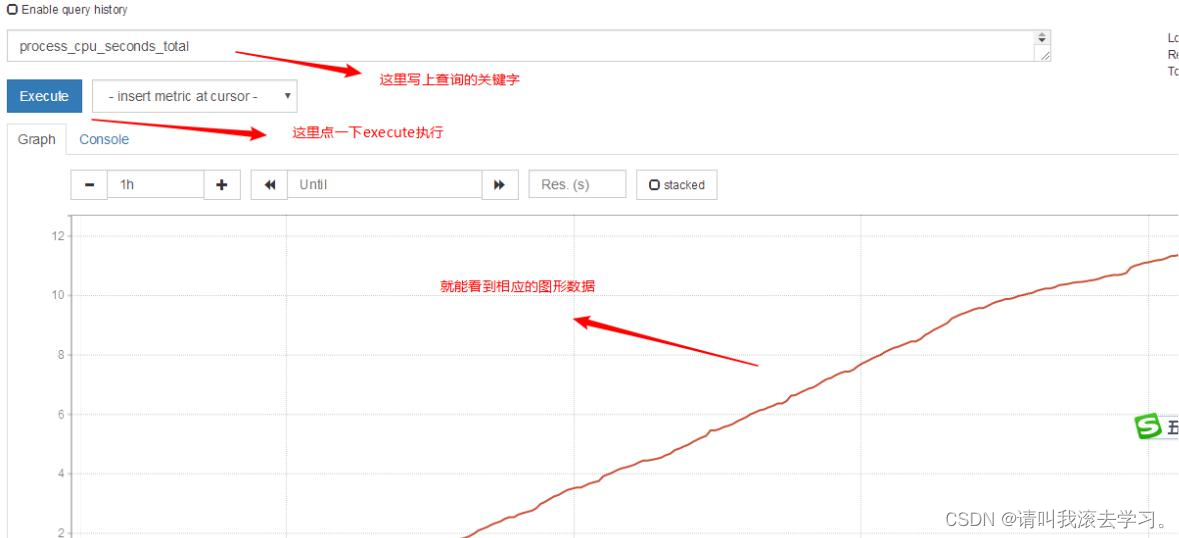 Enable query history
process_cpu_seconds_total
Lo
Re
To
这里写上查询的关键字
Execute
- insert metric at cursor -
这里点一下execute执行
Graph
Console
1h
Until
Res. (s)
stacked
12
就能看到相应的图形数据
10
8
6
五
4
2
CSDN @请叫我滚去学习。